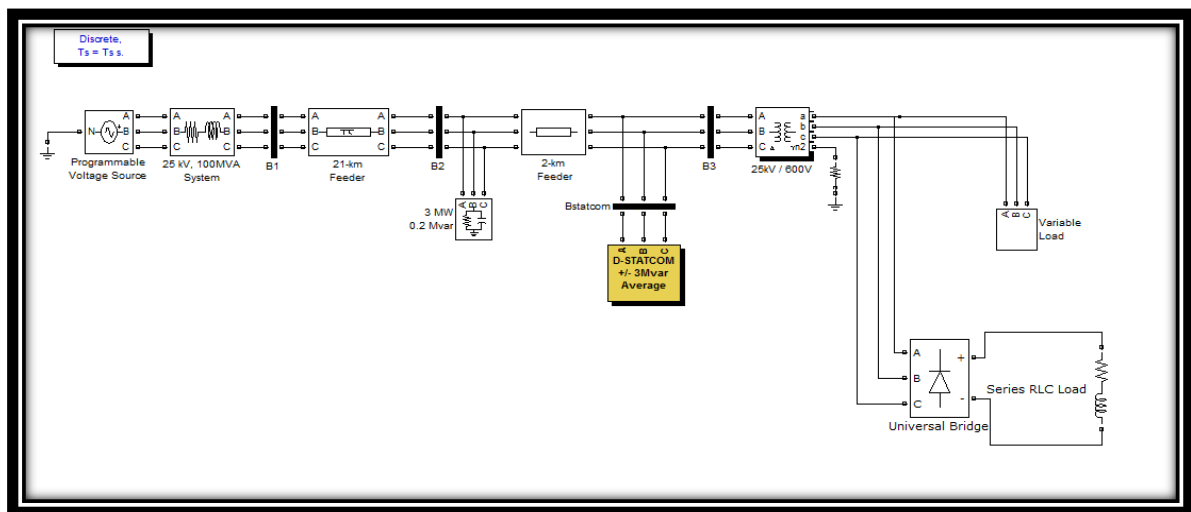 Discrete,
Ts = Ts s.
N
A
B
C
Programmable
Voltage Source
A
B
C
A
B
C
25 kV, 100MVA
System
B1
A
B
C
A
B
C
21-km
Feeder
B2
A
B
C
3 MW
0.2 Mvar
2-km
Feeder
Bstatcom
A
B
C
D-STATCOM
+/- 3Mvar
Average
B3
A
B
C
a
b
c
n2
25kV / 600V
A
B
C
Variable
Load
A
B
C
+
-
Universal Bridge
Series RLC Load